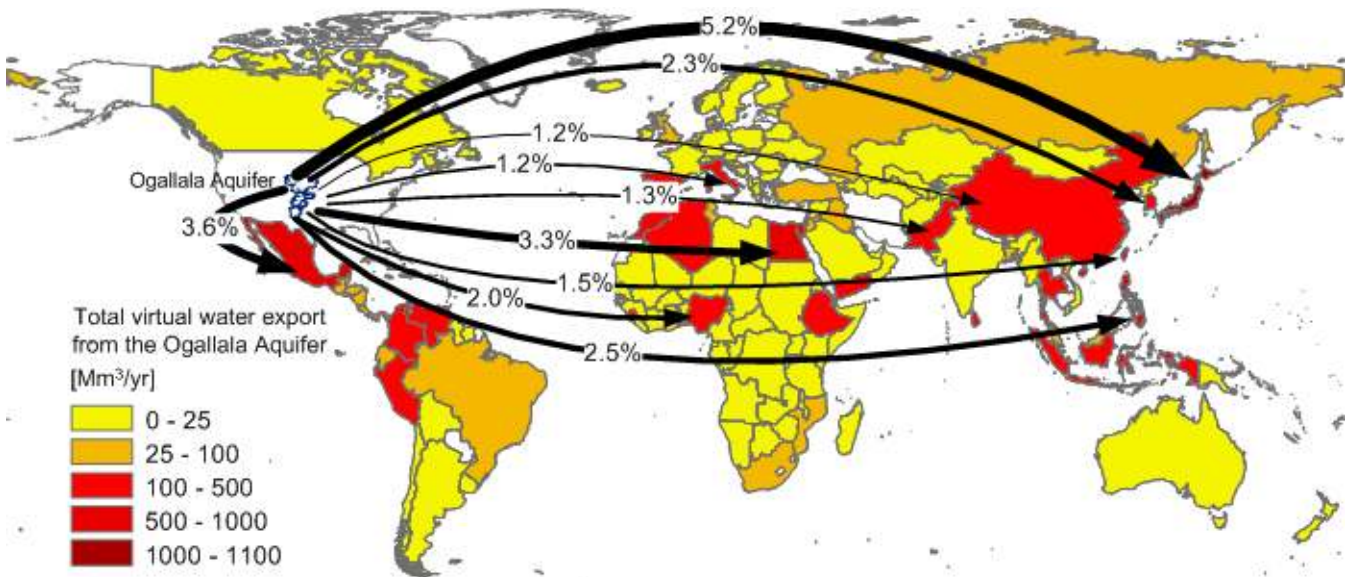 5.2%
2.3%
1.2%
1.2%
Ogallala Aquifer
1.3%
3.6%
3.3%
1.5%
2.0%
2.5%
Total virtual water export
from the Ogallala Aquifer
[Mm³/yr]
0 - 25
25 - 100
100 - 500
500 - 1000
1000 - 1100